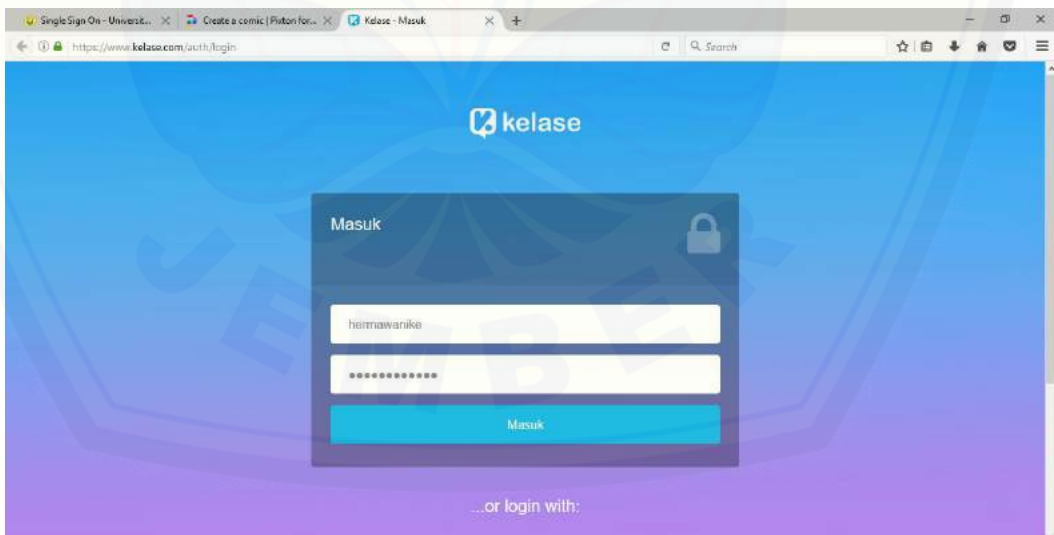 Single Sign On - Universit...
Create a comic | Pixton for...
Kelase - Masuk
https://www.kelase.com/auth/login
Search
kelase
Masuk
hermawanike
••••••••••••
Masuk
...or login with:
JEMBER